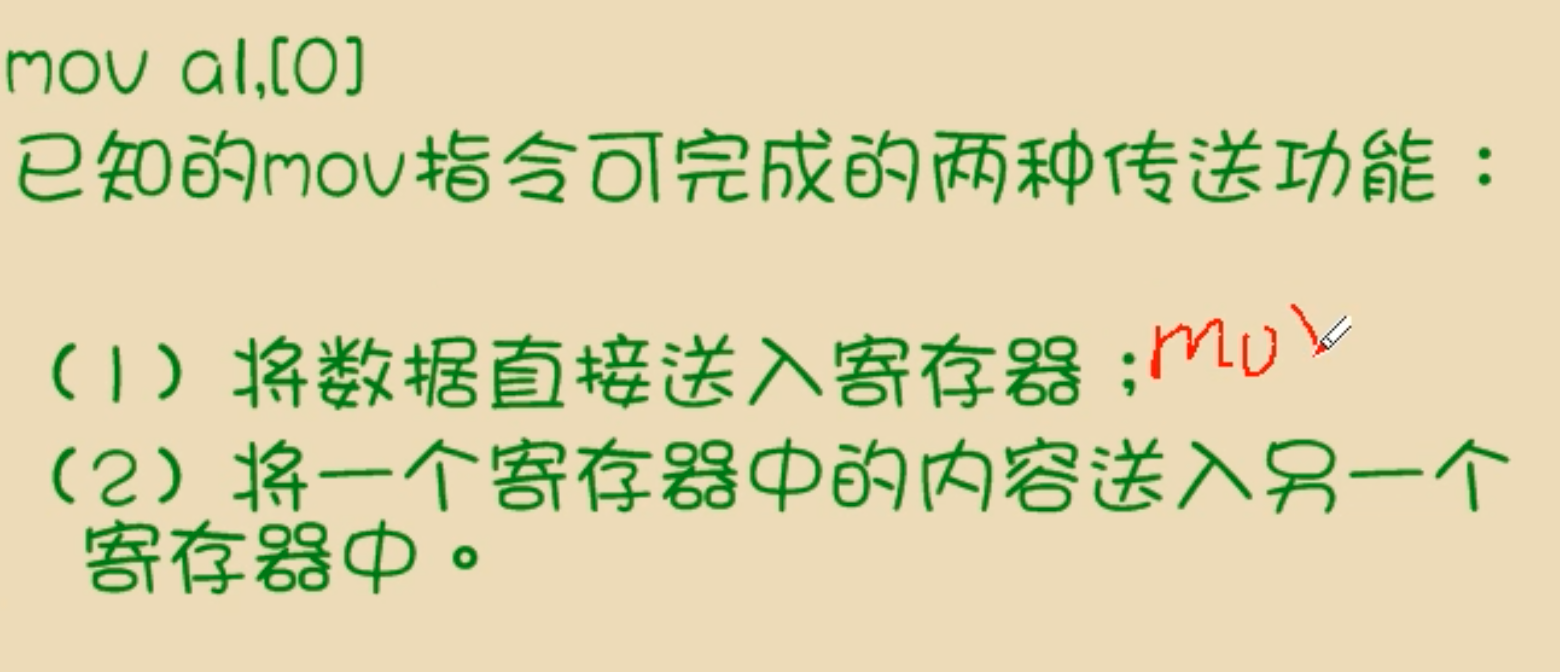 mov al,[0]
已知的mov指令可完成的两种传送功能：
（1）将数据直接送入寄存器；mov
（2）将一个寄存器中的内容送入另一个
寄存器中。